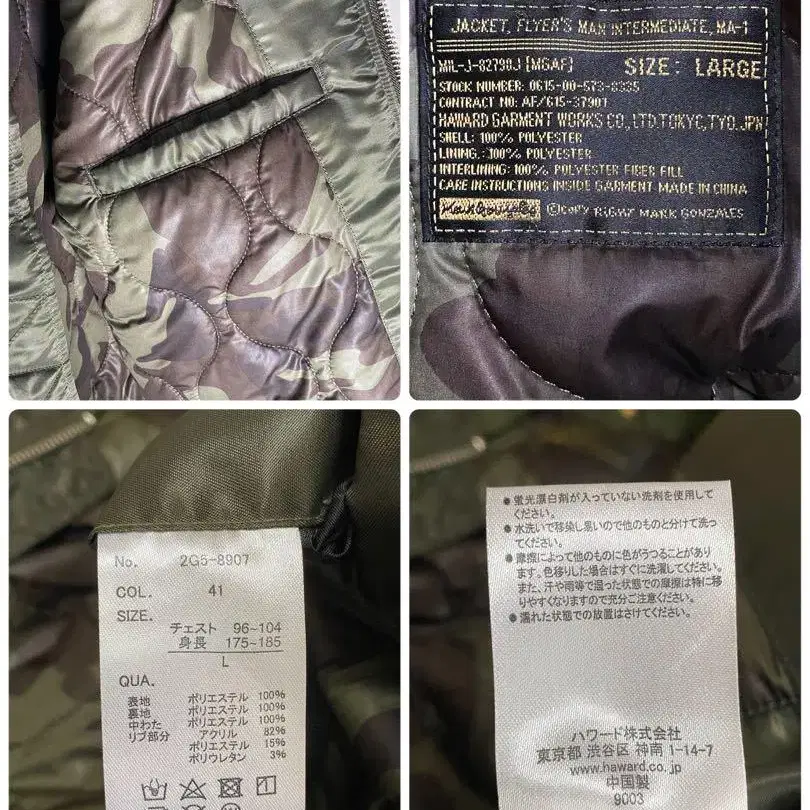 JACKET, FLYER'S MAN INTERMEDIATE, MA-1
MIL-J-82790J [MGAF] SIZE: LARGE
STOCK NUMBER: 0615-00-573-8335
CONTRACT NO: AF/615-37901
HAWARD GARMENT WORKS CO., LTD. TOKYO, TYO. JPN
SHELL: 100% POLYESTER
LINING.: 100% POLYESTER
INTERLINING: 100% POLYESTER FIBER FILL
CARE INSTRUCTIONS INSIDE GARMENT MADE IN CHINA
©COPY RIGHT MARK GONZALES
No. 2G5-8907
COL. 41
SIZE.
チェスト 96~104
身長 175~185
L
QUA.
表地 ポリエステル 100%
裏地 ポリエステル 100%
中わた ポリエステル 100%
リブ部分 アクリル 82%
ポリエステル 15%
ポリウレタン 3%
●蛍光漂白剤が入っていない洗剤を使用して
ください。
●水洗いで移染し易いので他のものと分けて洗っ
てください。
●摩擦によって他のものに色がうつることがあり
ます。色移りした場合はすぐに洗濯してください。
また、汗や雨等で湿った状態での摩擦は特に移
りやすくなりますので充分ご注意ください。
●濡れた状態での放置はさけてください。
ハワード株式会社
東京都 渋谷区 神南 1-14-7
www.haward.co.jp
中国製
9003